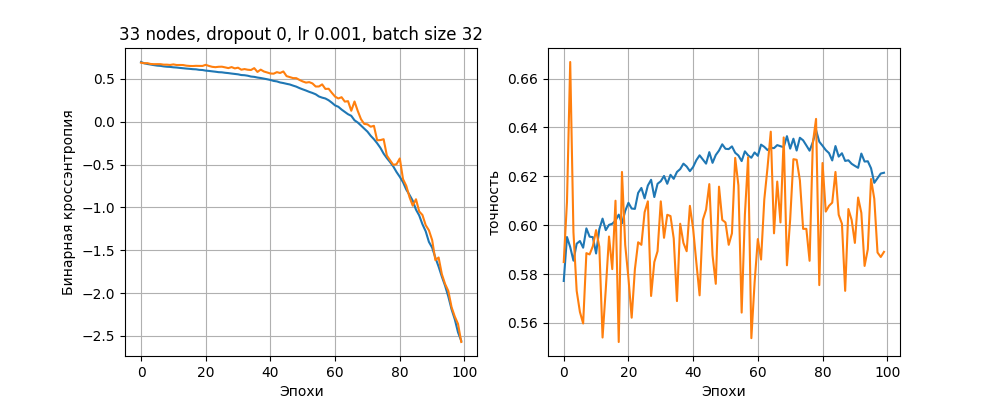 33 nodes, dropout 0, lr 0.001, batch size 32
Бинарная кроссэнтропия
0.5
0.0
−0.5
−1.0
−1.5
−2.0
−2.5
0 20 40 60 80 100
Эпохи
точность
0.66
0.64
0.62
0.60
0.58
0.56
0 20 40 60 80 100
Эпохи